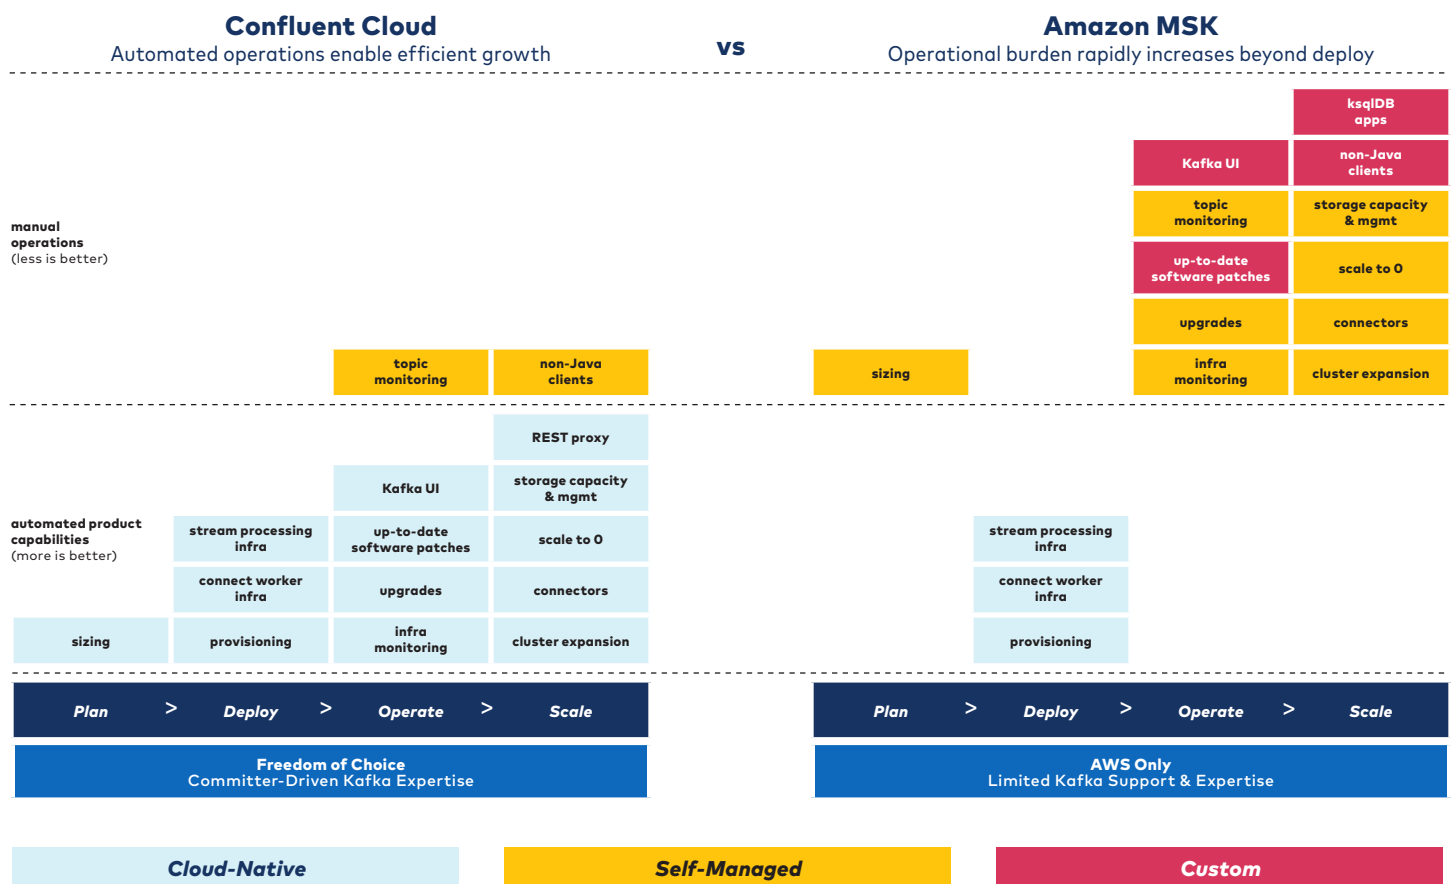 Confluent Cloud
Automated operations enable efficient growth
vs
Amazon MSK
Operational burden rapidly increases beyond deploy
manual
operations
(less is better)
topic
monitoring
non-Java
clients
sizing
ksqlDB
apps
Kafka UI
non-Java
clients
topic
monitoring
storage capacity
& mgmt
up-to-date
software patches
scale to 0
upgrades
connectors
infra
monitoring
cluster expansion
automated product
capabilities
(more is better)
REST proxy
Kafka UI
storage capacity
& mgmt
stream processing
infra
up-to-date
software patches
scale to 0
connect worker
infra
upgrades
connectors
sizing
provisioning
infra
monitoring
cluster expansion
stream processing
infra
connect worker
infra
provisioning
Plan > Deploy > Operate > Scale
Freedom of Choice
Committer-Driven Kafka Expertise
Plan > Deploy > Operate > Scale
AWS Only
Limited Kafka Support & Expertise
Cloud-Native
Self-Managed
Custom